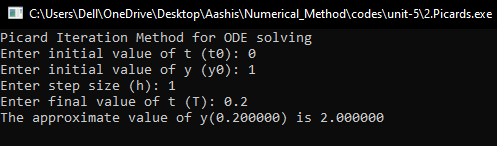 C:\Users\Dell\OneDrive\Desktop\Aashis\Numerical_Method\codes\unit-5\2.Picards.exe
Picard Iteration Method for ODE solving
Enter initial value of t (t0): 0
Enter initial value of y (y0): 1
Enter step size (h): 1
Enter final value of t (T): 0.2
The approximate value of y(0.200000) is 2.000000